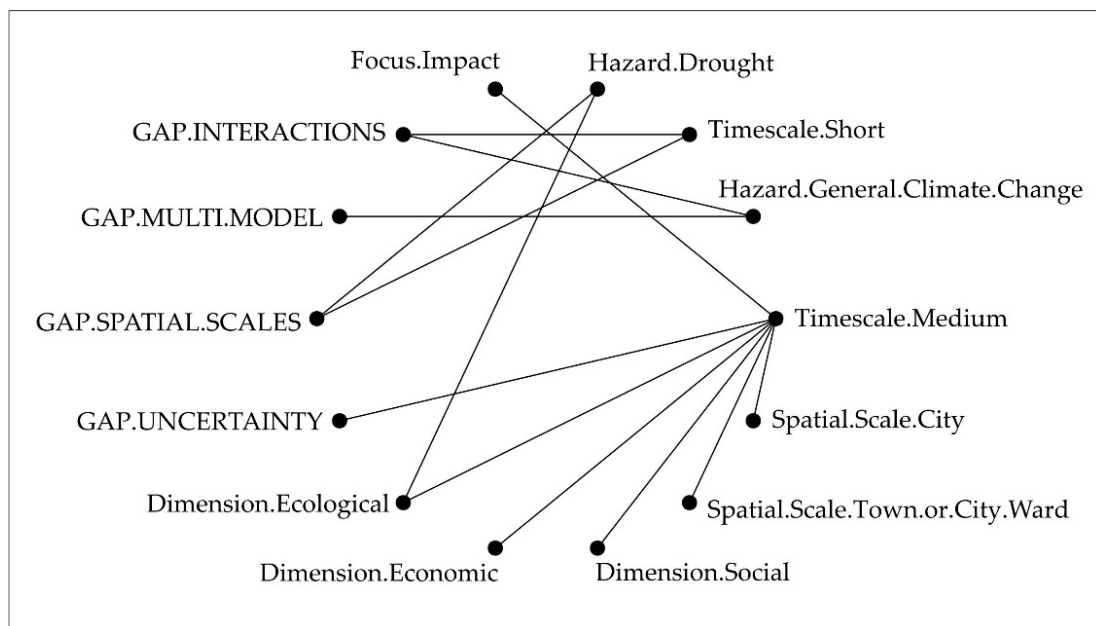 Focus.Impact
Hazard.Drought
GAP.INTERACTIONS
Timescale.Short
Hazard.General.Climate.Change
GAP.MULTI.MODEL
GAP.SPATIAL.SCALES
Timescale.Medium
GAP.UNCERTAINTY
Spatial.Scale.City
Dimension.Ecological
Spatial.Scale.Town.or.City.Ward
Dimension.Economic
Dimension.Social